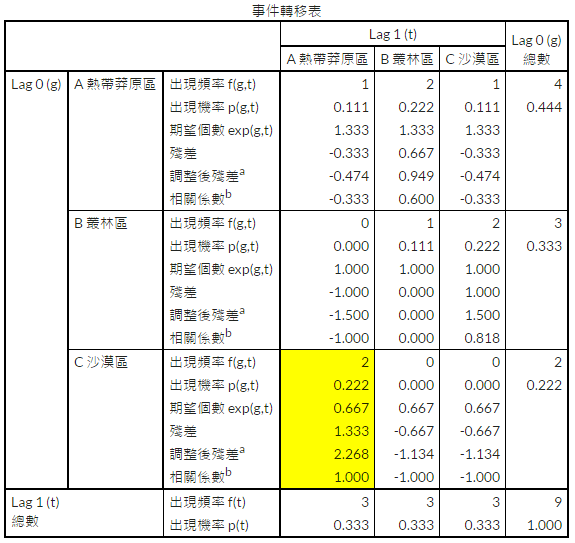 事件轉移表
Lag 1 (t) Lag 0 (g)
A 熱帶莽原區 B 叢林區 C 沙漠區 總數
Lag 0 (g) A 熱帶莽原區 出現頻率 f(g,t) 1 2 1 4
出現機率 p(g,t) 0.111 0.222 0.111 0.444
期望個數 exp(g,t) 1.333 1.333 1.333
殘差 -0.333 0.667 -0.333
調整後殘差a -0.474 0.949 -0.474
相關係數b -0.333 0.600 -0.333
B 叢林區 出現頻率 f(g,t) 0 1 2 3
出現機率 p(g,t) 0.000 0.111 0.222 0.333
期望個數 exp(g,t) 1.000 1.000 1.000
殘差 -1.000 0.000 1.000
調整後殘差a -1.500 0.000 1.500
相關係數b -1.000 0.000 0.818
C 沙漠區 出現頻率 f(g,t) 2 0 0 2
出現機率 p(g,t) 0.222 0.000 0.000 0.222
期望個數 exp(g,t) 0.667 0.667 0.667
殘差 1.333 -0.667 -0.667
調整後殘差a 2.268 -1.134 -1.134
相關係數b 1.000 -1.000 -1.000
Lag 1 (t) 出現頻率 f(t) 3 3 3 9
總數 出現機率 p(t) 0.333 0.333 0.333 1.000